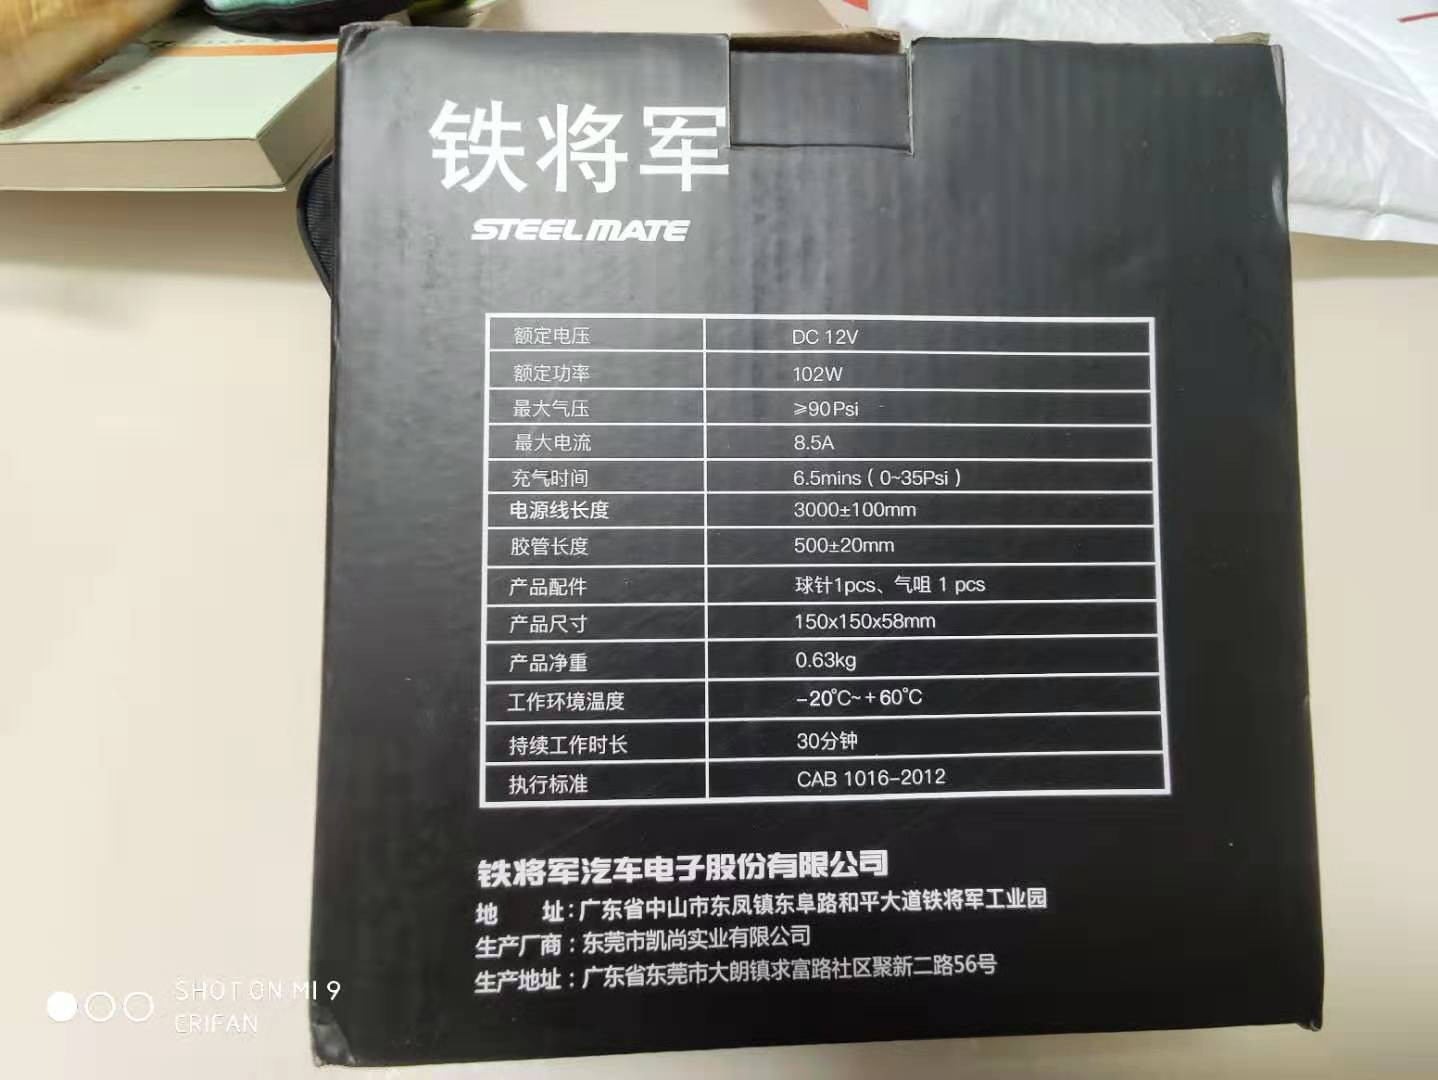 铁将军
STEELMATE
额定电压 DC 12V
额定功率 102W
最大气压 ≥90Psi
最大电流 8.5A
充气时间 6.5mins ( 0~35Psi )
电源线长度 3000±100mm
胶管长度 500±20mm
产品配件 球针1pcs、气咀 1 pcs
产品尺寸 150x150x58mm
产品净重 0.63kg
工作环境温度 -20℃~+60℃
持续工作时长 30分钟
执行标准 CAB 1016-2012
铁将军汽车电子股份有限公司
地 址:广东省中山市东凤镇东阜路和平大道铁将军工业园
生产厂商:东莞市凯尚实业有限公司
生产地址:广东省东莞市大朗镇求富路社区聚新二路56号
SHOT ON MI 9
CRIFAN